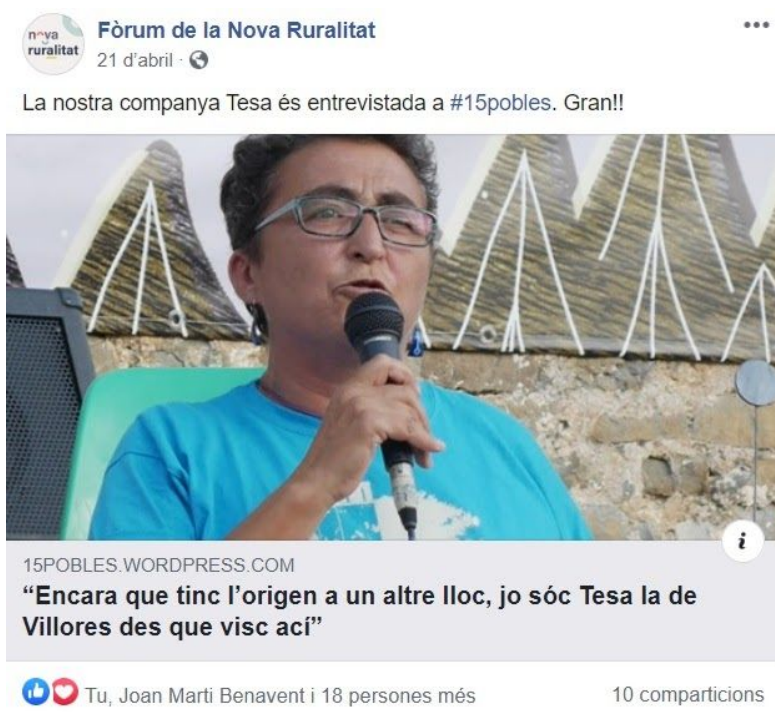 nova
ruralitat
Fòrum de la Nova Ruralitat
21 d'abril ·
La nostra companya Tesa és entrevistada a #15pobles. Gran!!
i
15POBLES.WORDPRESS.COM
“Encara que tinc l’origen a un altre lloc, jo sóc Tesa la de
Villores des que visc ací”
Tu, Joan Marti Benavent i 18 persones més
10 comparticions